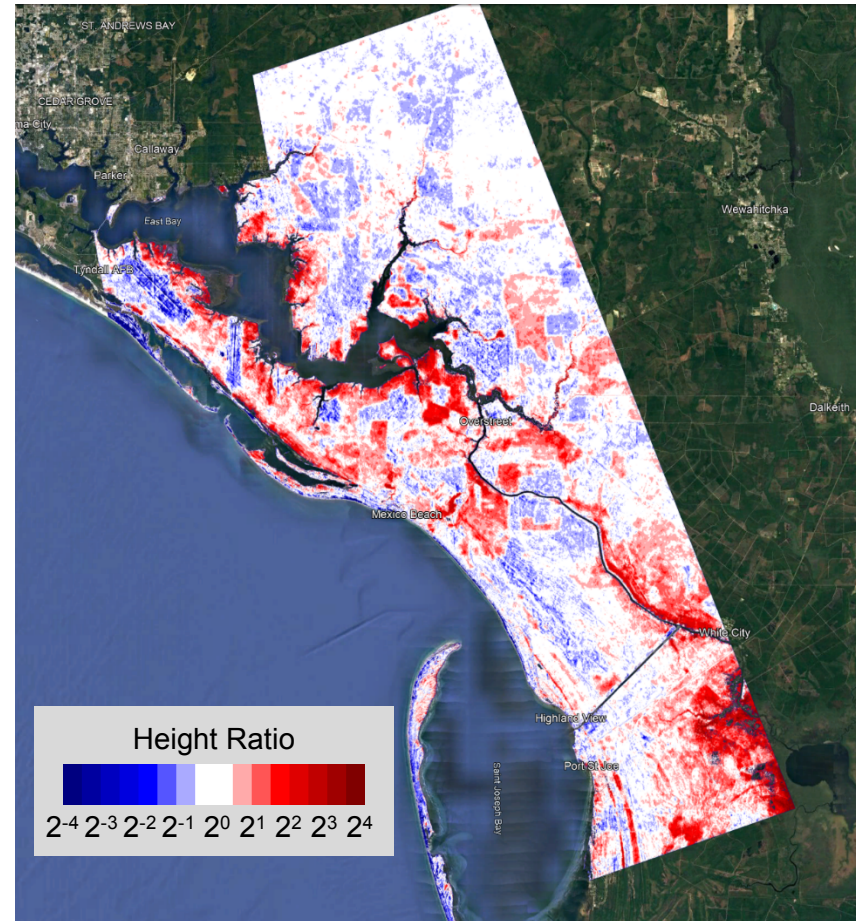 ST. ANDREWS BAY
CEDAR GROVE
ma City
Callaway
Parker
East Bay
Wewahitchka
Tyndall AFB
Dalkeith
Overstreet
Mexico Beach
White City
Highland View
Port St Joe
Saint Joseph Bay
Height Ratio
2-4 2-3 2-2 2-1 20 21 22 23 24